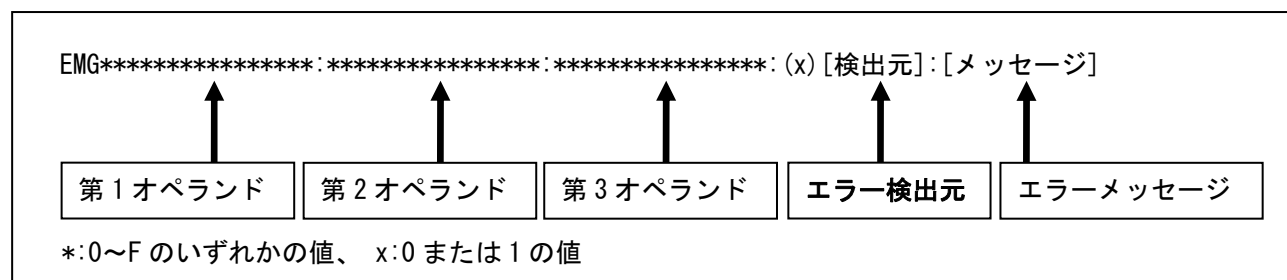 EMG****************:****************:****************:(x)[検出元]:[メッセージ]
第1オペランド 第2オペランド 第3オペランド エラー検出元 エラーメッセージ
*:0～F のいずれかの値、 x:0 または 1 の値